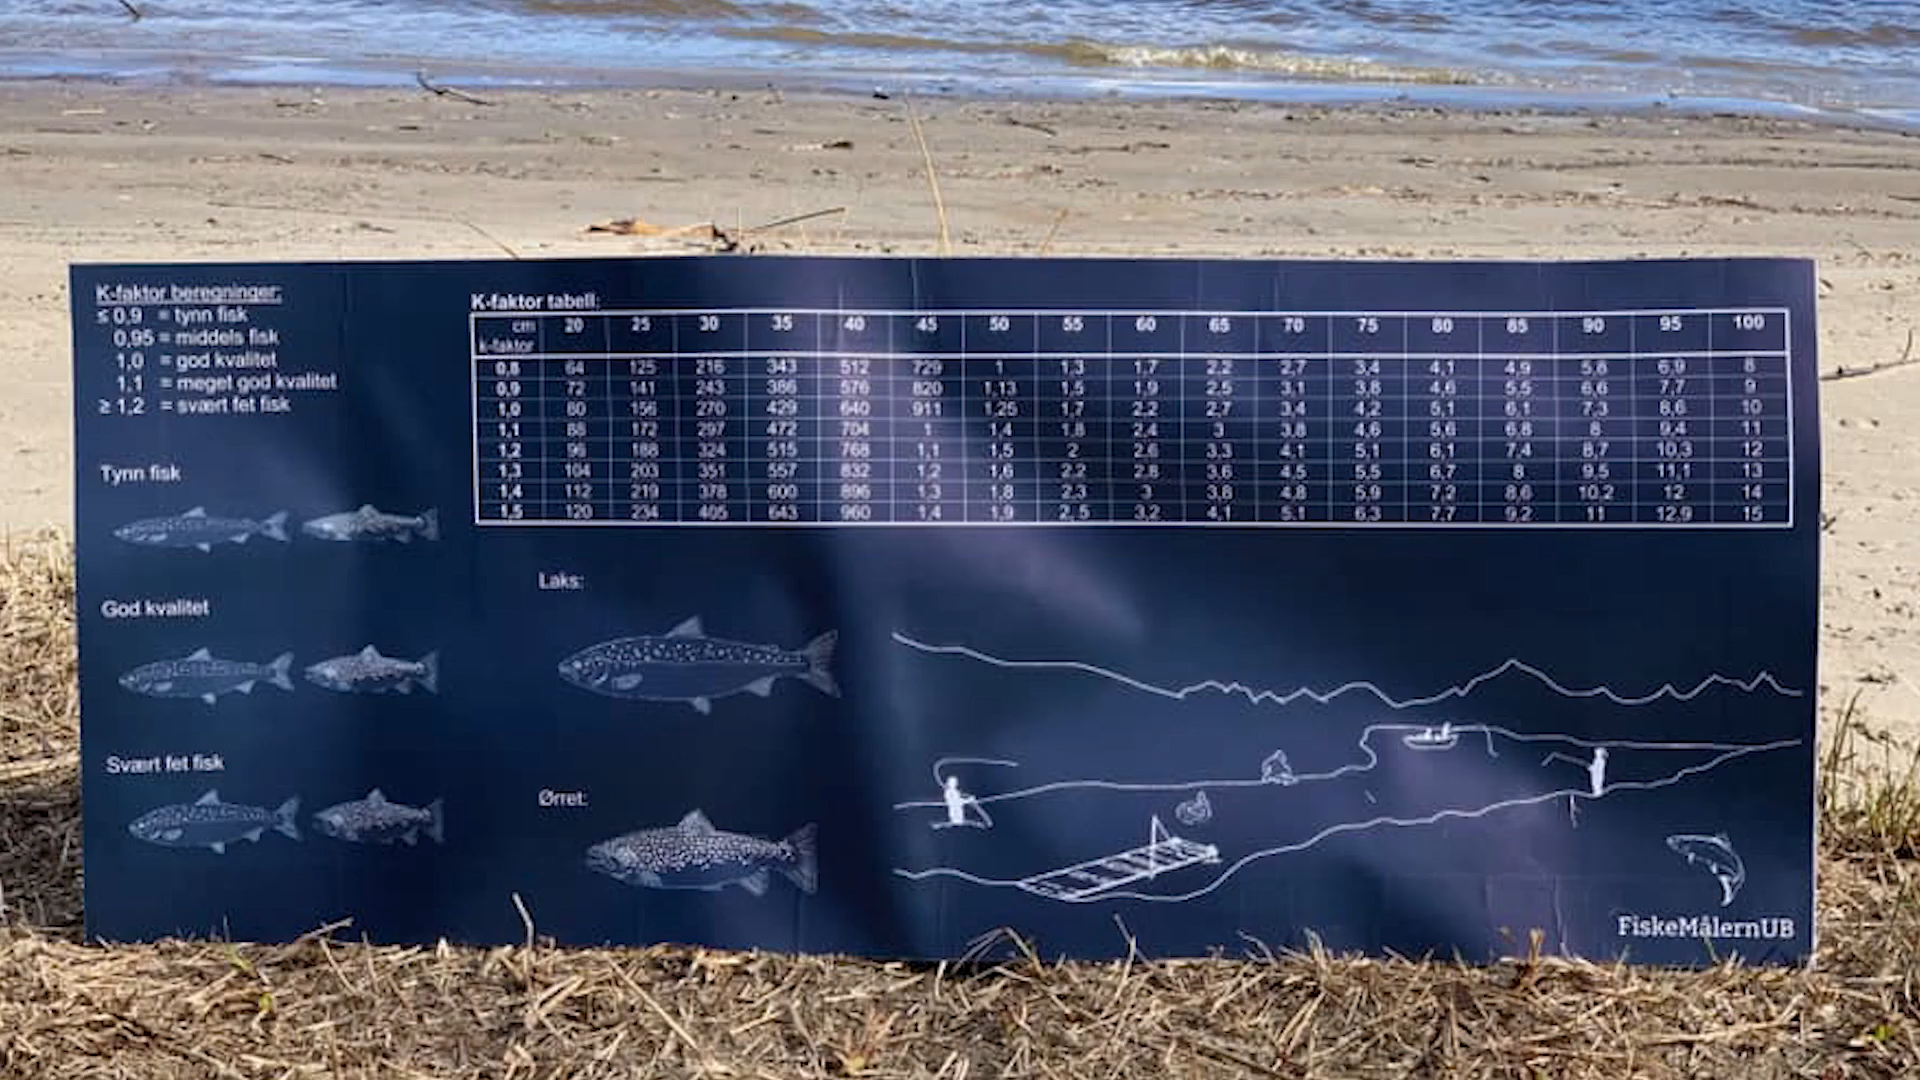 K-faktor beregninger:
≤ 0,9 = tynn fisk
0,95 = middels fisk
1,0 = god kvalitet
1,1 = meget god kvalitet
≥ 1,2 = svært fet fisk
Tynn fisk
God kvalitet
Svært fet fisk
K-faktor tabell:
cm 20 25 30 35 40 45 50 55 60 65 70 75 80 85 90 95 100
k-faktor
0,8 64 125 216 343 512 729 1 1,3 1,7 2,2 2,7 3,4 4,1 4,9 5,8 6,9 8
0,9 72 141 243 386 576 820 1,13 1,5 1,9 2,5 3,1 3,8 4,6 5,5 6,6 7,7 9
1,0 80 156 270 429 640 911 1,25 1,7 2,2 2,7 3,4 4,2 5,1 6,1 7,3 8,6 10
1,1 88 172 297 472 704 1 1,4 1,8 2,4 3 3,8 4,6 5,6 6,8 8 9,4 11
1,2 96 188 324 515 768 1,1 1,5 2 2,6 3,3 4,1 5,1 6,1 7,4 8,7 10,3 12
1,3 104 203 351 557 832 1,2 1,6 2,2 2,8 3,6 4,5 5,5 6,7 8 9,5 11,1 13
1,4 112 219 378 600 896 1,3 1,8 2,3 3 3,8 4,8 5,9 7,2 8,6 10,2 12 14
1,5 120 234 405 643 960 1,4 1,9 2,5 3,2 4,1 5,1 6,3 7,7 9,2 11 12,9 15
Laks:
Ørret:
FiskeMålernUB